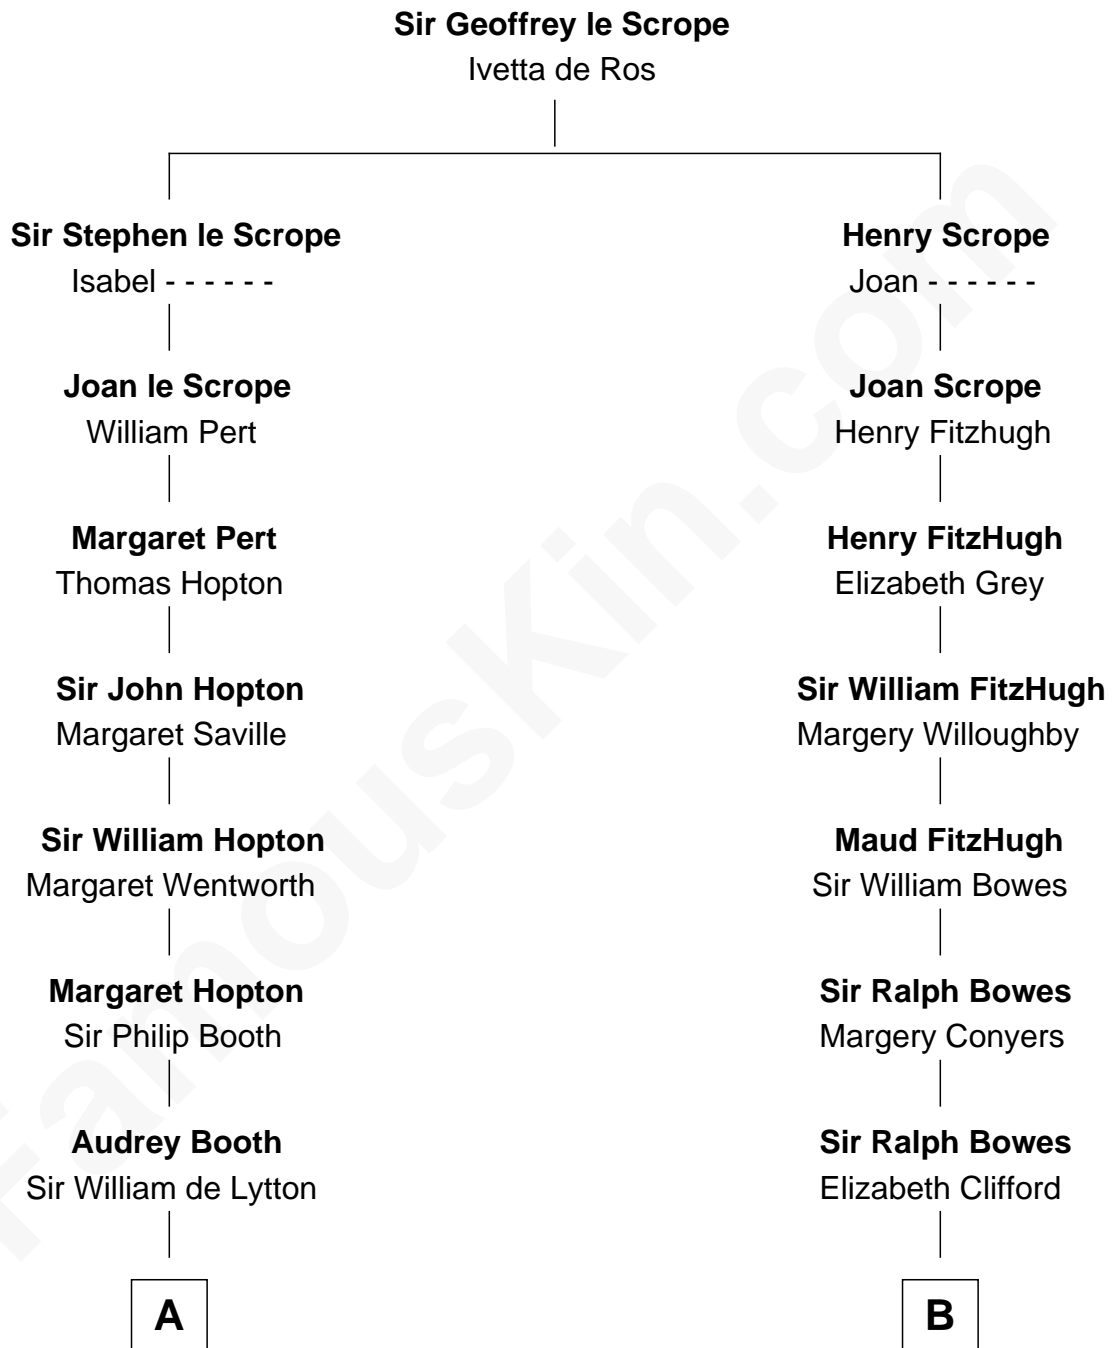 Sir Geoffrey le Scrope
Ivetta de Ros
Sir Stephen le Scrope
Isabel - - - - - -
Henry Scrope
Joan - - - - - -
Joan le Scrope
William Pert
Joan Scrope
Henry Fitzhugh
Margaret Pert
Thomas Hopton
Henry FitzHugh
Elizabeth Grey
Sir John Hopton
Margaret Saville
Sir William FitzHugh
Margery Willoughby
Sir William Hopton
Margaret Wentworth
Maud FitzHugh
Sir William Bowes
Margaret Hopton
Sir Philip Booth
Sir Ralph Bowes
Margery Conyers
Audrey Booth
Sir William de Lytton
Sir Ralph Bowes
Elizabeth Clifford
A
B
FamousKin.com